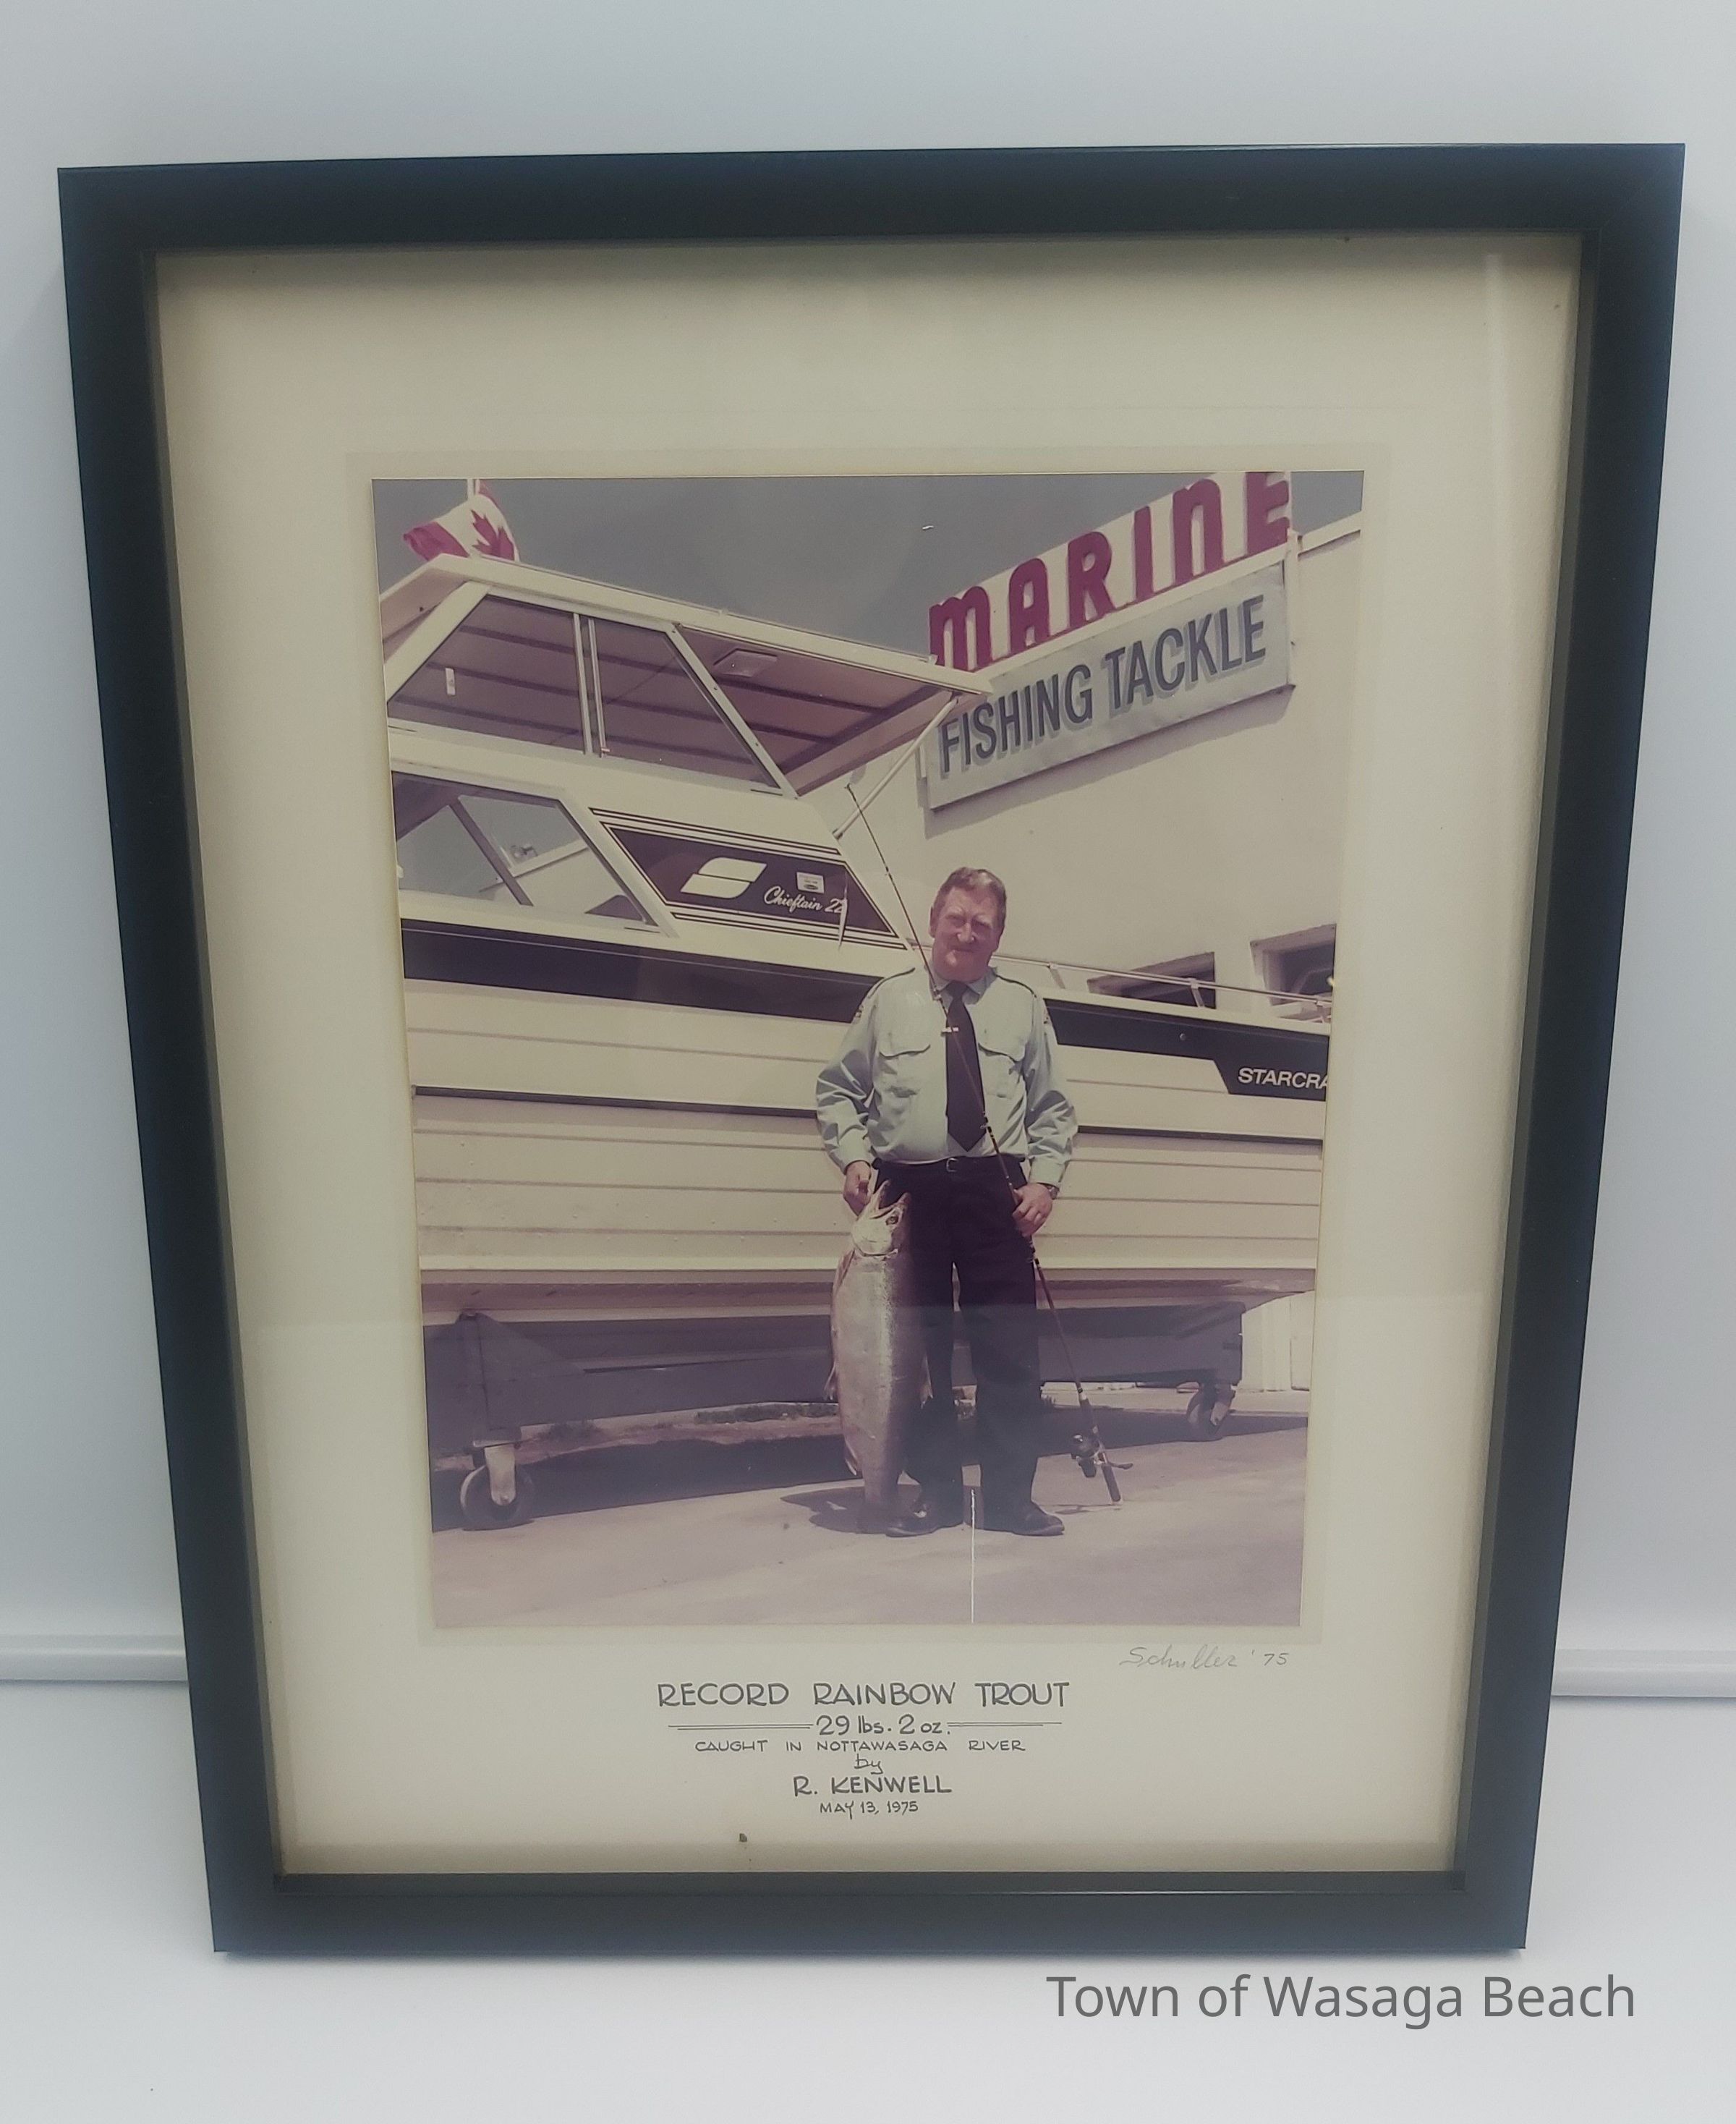 MARINE
FISHING TACKLE
Chieftain 22
STARCRA
Schuller '75
RECORD RAINBOW TROUT
29 lbs. 2 oz.
CAUGHT IN NOTTAWASAGA RIVER
by
R. KENWELL
MAY 13, 1975
Town of Wasaga Beach